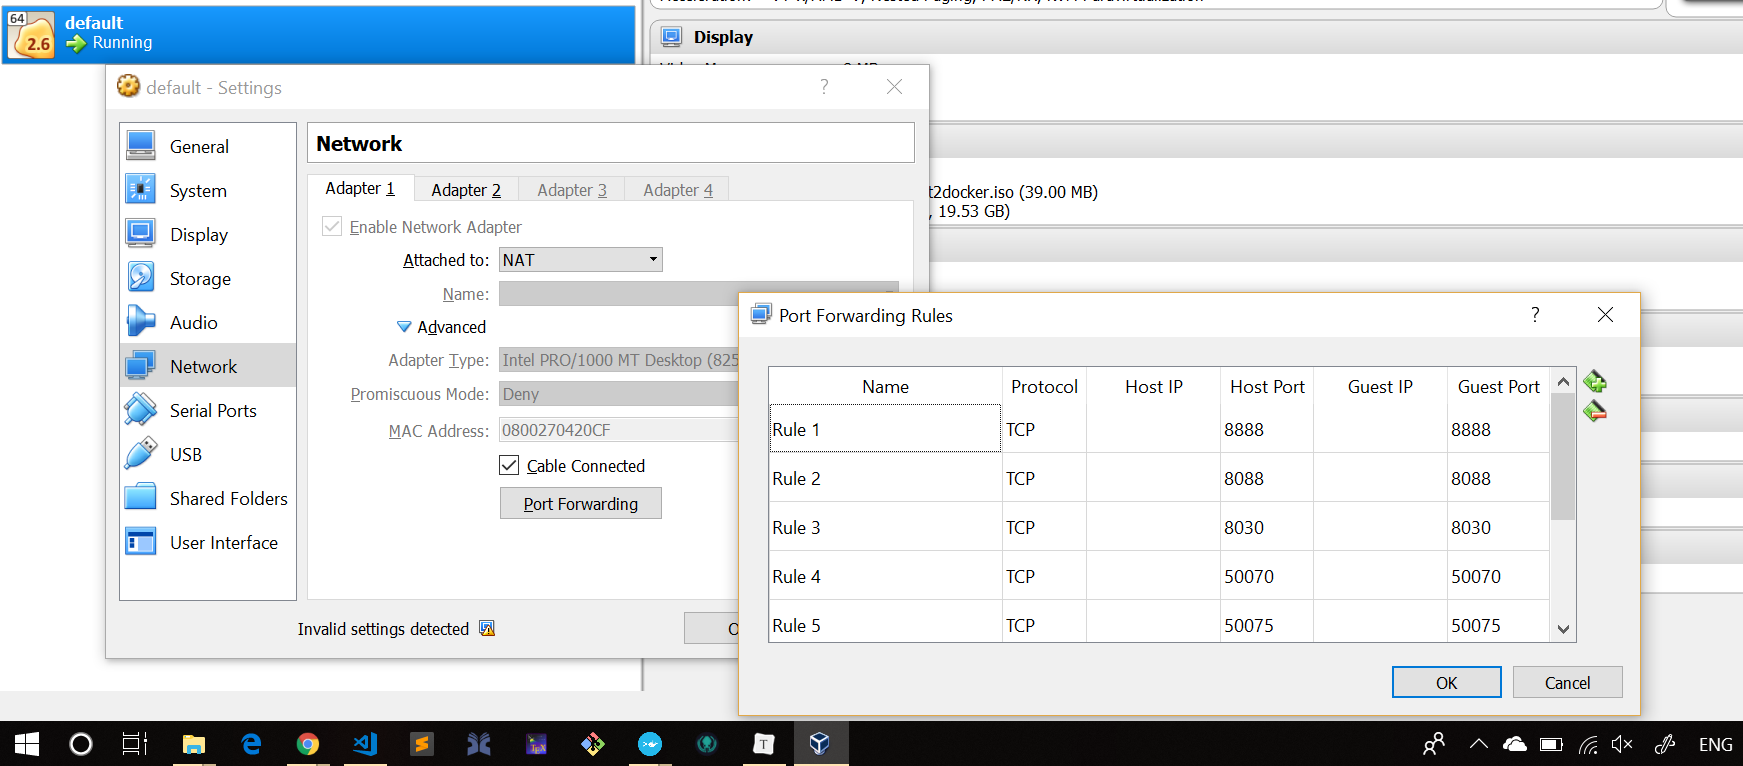 64
2.6
default
Running
Display
default - Settings
?
General
System
Display
Storage
Audio
Network
Serial Ports
USB
Shared Folders
User Interface
Network
Adapter 1
Adapter 2
Adapter 3
Adapter 4
Enable Network Adapter
Attached to: NAT
Name:
Advanced
Adapter Type: Intel PRO/1000 MT Desktop (825
Promiscuous Mode: Deny
MAC Address: 0800270420CF
Cable Connected
Port Forwarding
Invalid settings detected
t2docker.iso (39.00 MB)
, 19.53 GB)
Port Forwarding Rules
?
Name Protocol Host IP Host Port Guest IP Guest Port
Rule 1 TCP 8888 8888
Rule 2 TCP 8088 8088
Rule 3 TCP 8030 8030
Rule 4 TCP 50070 50070
Rule 5 TCP 50075 50075
OK
Cancel
T
ENG